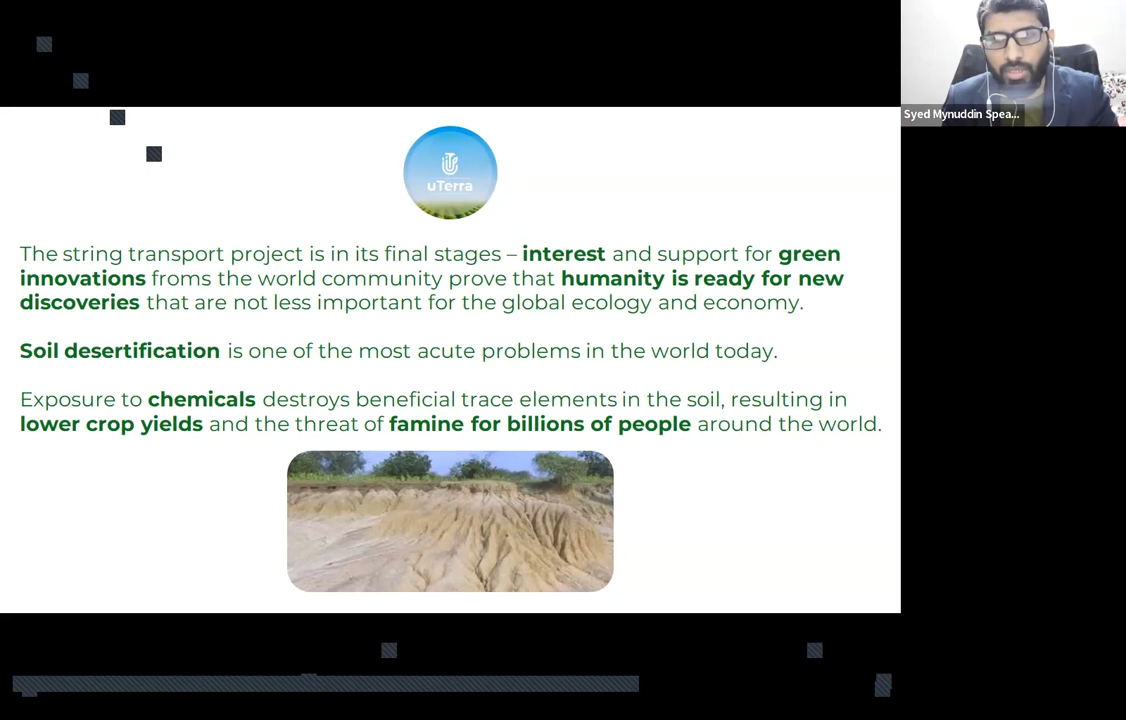 Syed Mynuddin Spea...
uTerra
The string transport project is in its final stages – interest and support for green
innovations froms the world community prove that humanity is ready for new
discoveries that are not less important for the global ecology and economy.
Soil desertification is one of the most acute problems in the world today.
Exposure to chemicals destroys beneficial trace elements in the soil, resulting in
lower crop yields and the threat of famine for billions of people around the world.